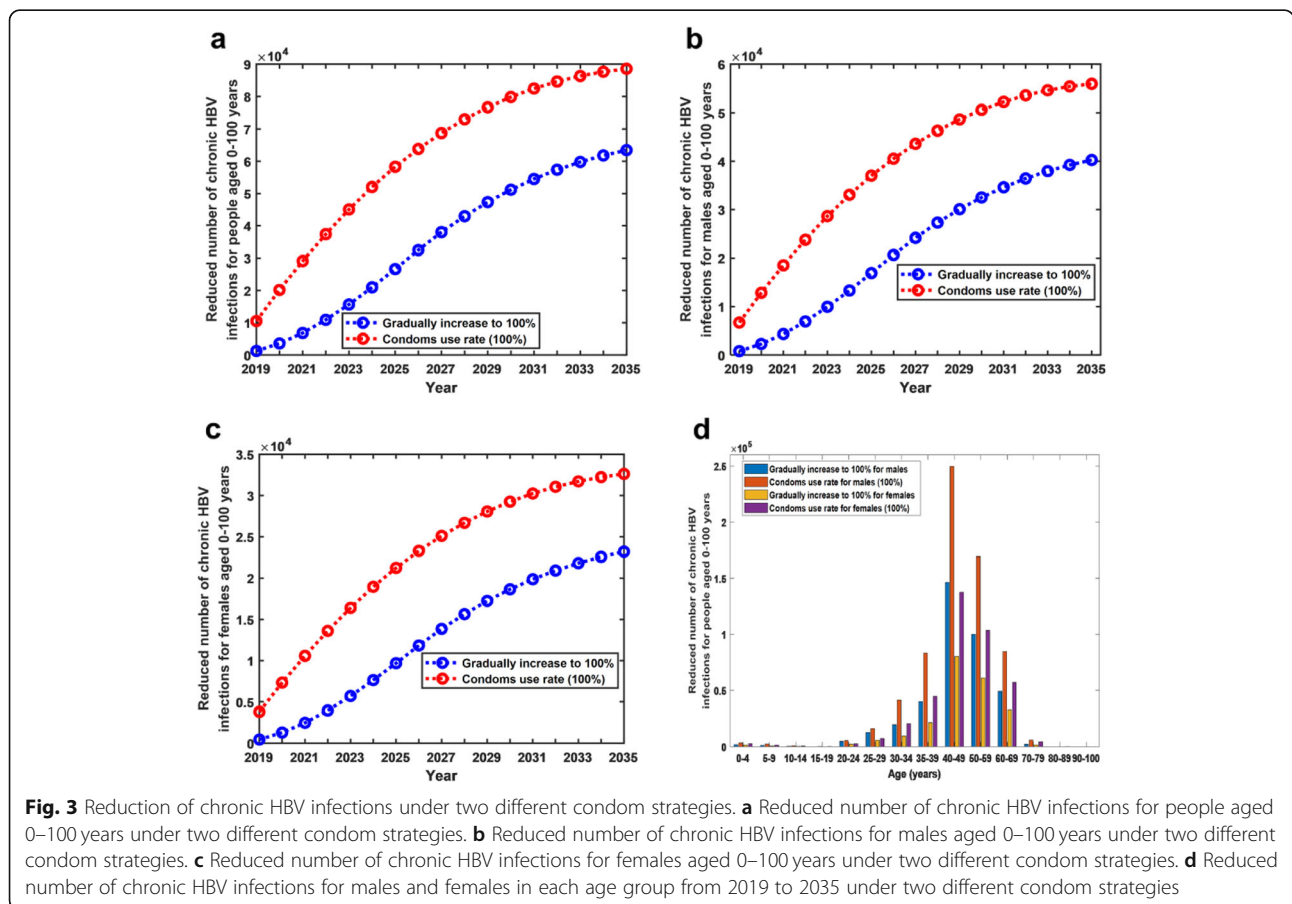 a
×10⁴
Reduced number of chronic HBV
infections for people aged 0-100 years
9
8
7
6
5
4
3
2
1
0
Gradually increase to 100%
Condoms use rate (100%)
2019 2021 2023 2025 2027 2029 2031 2033 2035
Year
b
×10⁴
Reduced number of chronic HBV
infections for males aged 0-100 years
6
5
4
3
2
1
0
Gradually increase to 100%
Condoms use rate (100%)
2019 2021 2023 2025 2027 2029 2031 2033 2035
Year
c
×10⁴
Reduced number of chronic HBV
infections for females aged 0-100 years
3.5
3
2.5
2
1.5
1
0.5
0
Gradually increase to 100%
Condoms use rate (100%)
2019 2021 2023 2025 2027 2029 2031 2033 2035
Year
d
×10⁵
Reduced number of chronic HBV
infections for people aged 0-100 years
2.5
2
1.5
1
0.5
0
Gradually increase to 100% for males
Condoms use rate for males (100%)
Gradually increase to 100% for females
Condoms use rate for females (100%)
0-4 5-9 10-14 15-19 20-24 25-29 30-34 35-39 40-49 50-59 60-69 70-79 80-89 90-100
Age (years)
Fig. 3 Reduction of chronic HBV infections under two different condom strategies. a Reduced number of chronic HBV infections for people aged
0–100 years under two different condom strategies. b Reduced number of chronic HBV infections for males aged 0–100 years under two different
condom strategies. c Reduced number of chronic HBV infections for females aged 0–100 years under two different condom strategies. d Reduced
number of chronic HBV infections for males and females in each age group from 2019 to 2035 under two different condom strategies